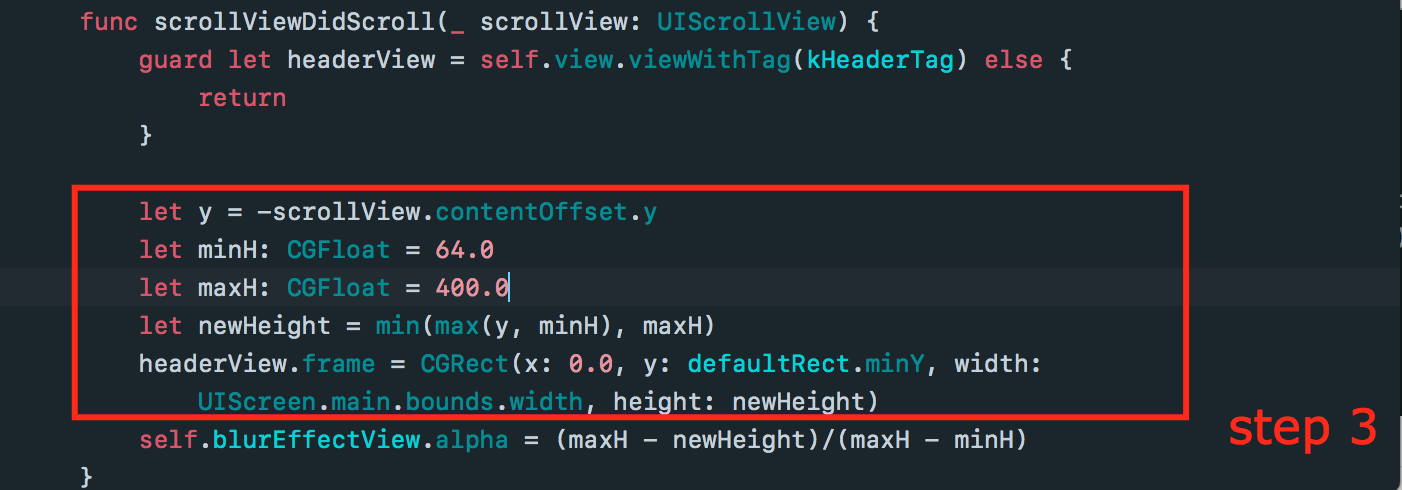 func scrollViewDidScroll(_ scrollView: UIScrollView) {
guard let headerView = self.view.viewWithTag(kHeaderTag) else {
return
}
let y = -scrollView.contentOffset.y
let minH: CGFloat = 64.0
let maxH: CGFloat = 400.0
let newHeight = min(max(y, minH), maxH)
headerView.frame = CGRect(x: 0.0, y: defaultRect.minY, width:
UIScreen.main.bounds.width, height: newHeight)
step 3
self.blurEffectView.alpha = (maxH - newHeight)/(maxH - minH)
}